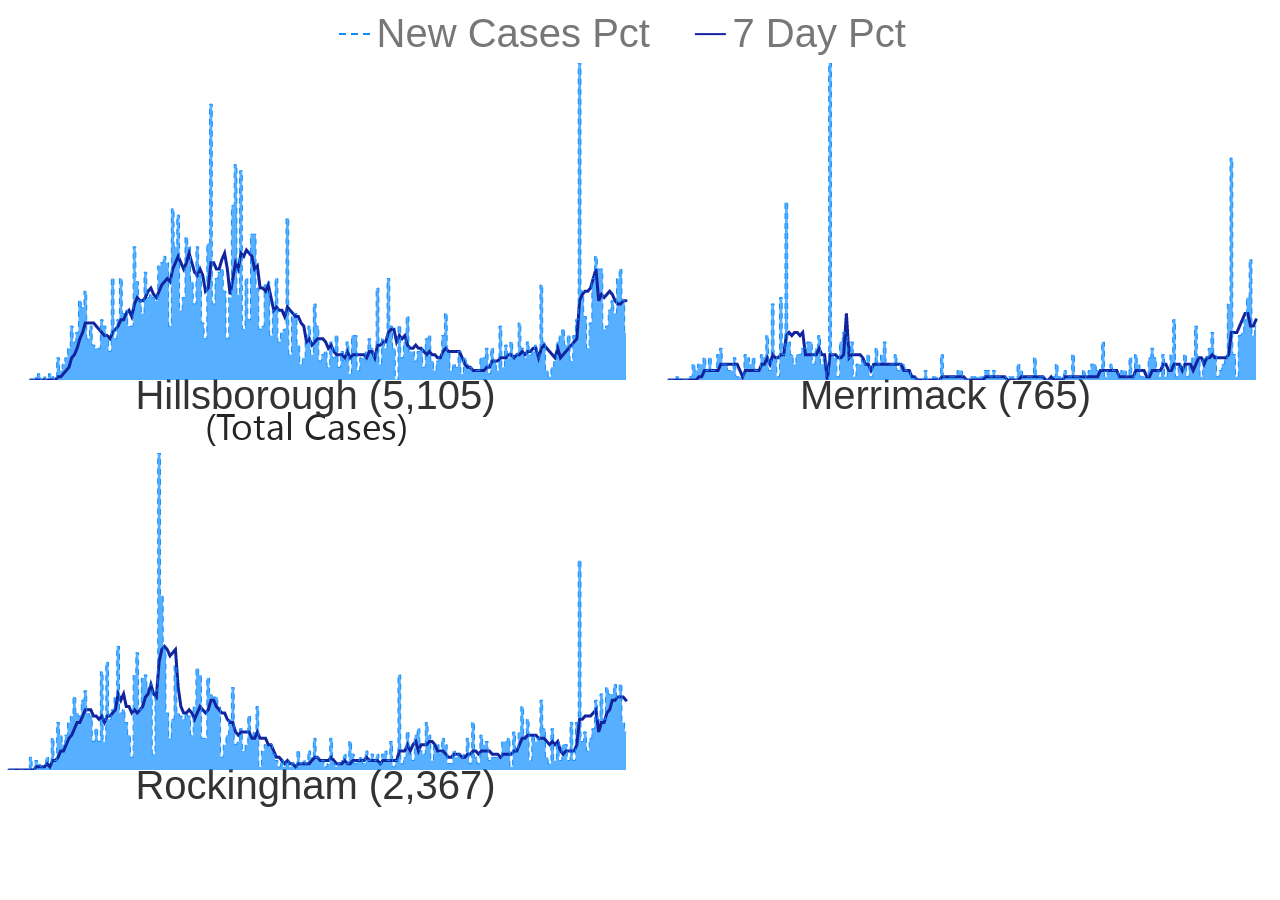 New Cases Pct 7 Day Pct
Hillsborough (5,105)
(Total Cases)
Merrimack (765)
Rockingham (2,367)